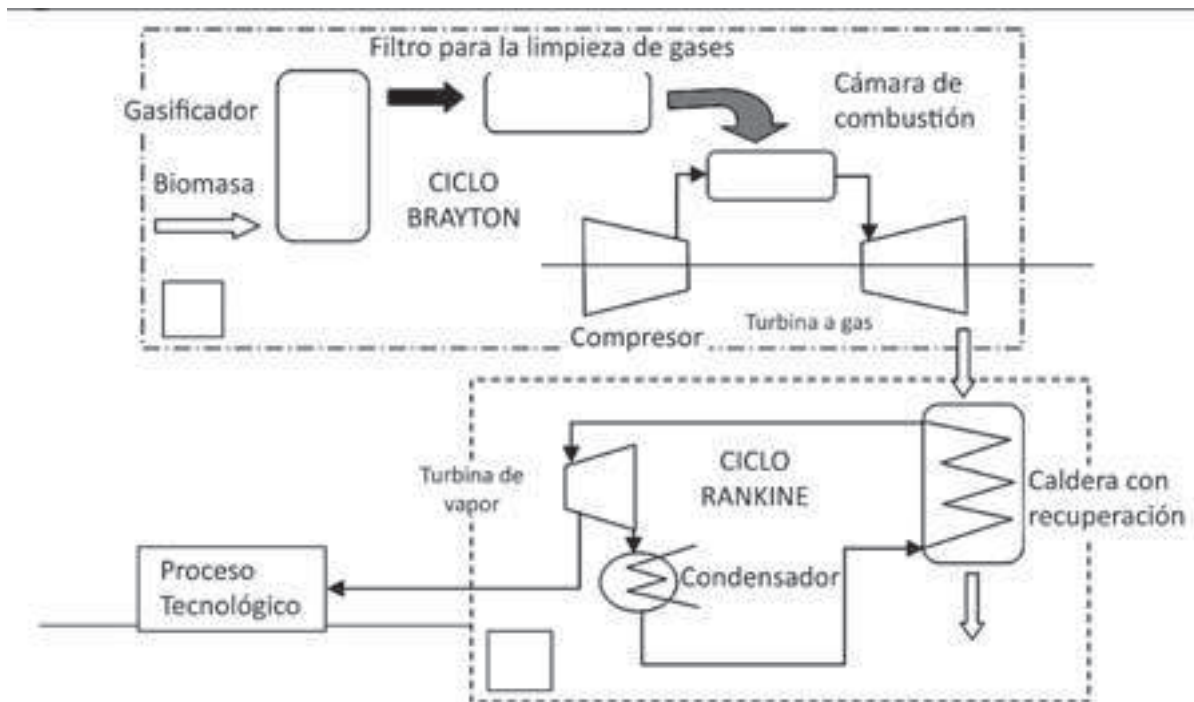 Filtro para la limpieza de gases
Gasificador
Cámara de
combustión
Biomasa
CICLO
BRAYTON
Compresor
Turbina a gas
Turbina de
vapor
CICLO
RANKINE
Caldera con
recuperación
Condensador
Proceso
Tecnológico